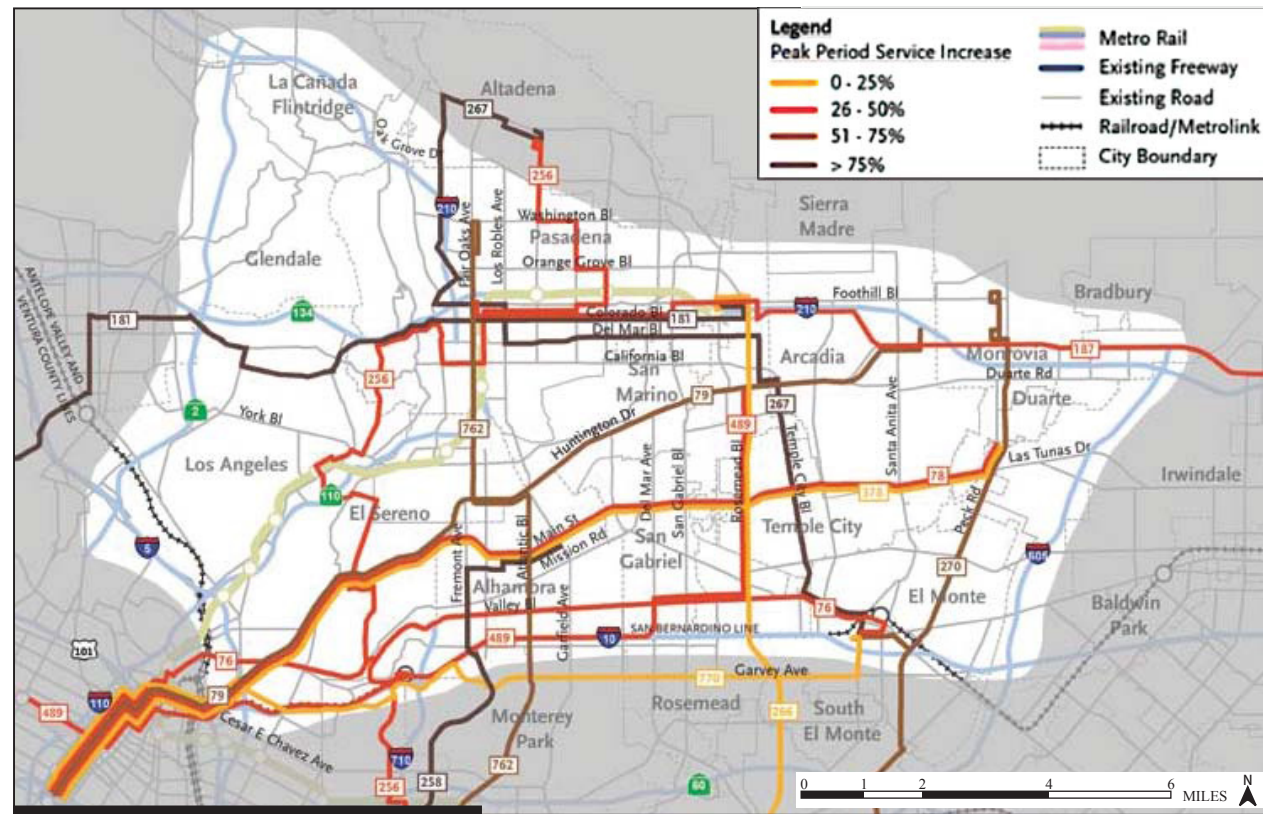 Legend
Peak Period Service Increase
0 - 25%
26 - 50%
51 - 75%
> 75%
Metro Rail
Existing Freeway
Existing Road
Railroad/Metrolink
City Boundary
La Cañada
Flintridge
Altadena
267
Oak Grove Dr
256
210
Fair Oaks Ave
Los Robles Ave
Washington Bl
Pasadena
Orange Grove Bl
Sierra
Madre
Glendale
ANTELOPE VALLEY AND
VENTURA COUNTY LINES
134
181
Colorado Bl
Del Mar Bl
181
California Bl
Foothill Bl
210
Bradbury
256
San
Marino
Arcadia
Monrovia
187
Duarte Rd
Duarte
2
York Bl
79
267
762
Huntington Dr
489
Los Angeles
110
El Sereno
Del Mar Ave
San Gabriel Bl
Rosemead Bl
Temple City Bl
Santa Anita Ave
Las Tunas Dr
78
378
Irwindale
5
Fremont Ave
Atlantic Bl
Main St
Mission Rd
San
Gabriel
Temple City
Peck Rd
270
605
Alhambra
Valley Bl
Garfield Ave
76
El Monte
Baldwin
Park
489
10
SAN BERNARDINO LINE
101
76
79
Garvey Ave
770
110
489
Cesar E Chavez Ave
Monterey
Park
Rosemead
266
South
El Monte
710
256
258
762
60
0 1 2 4 6 MILES
N